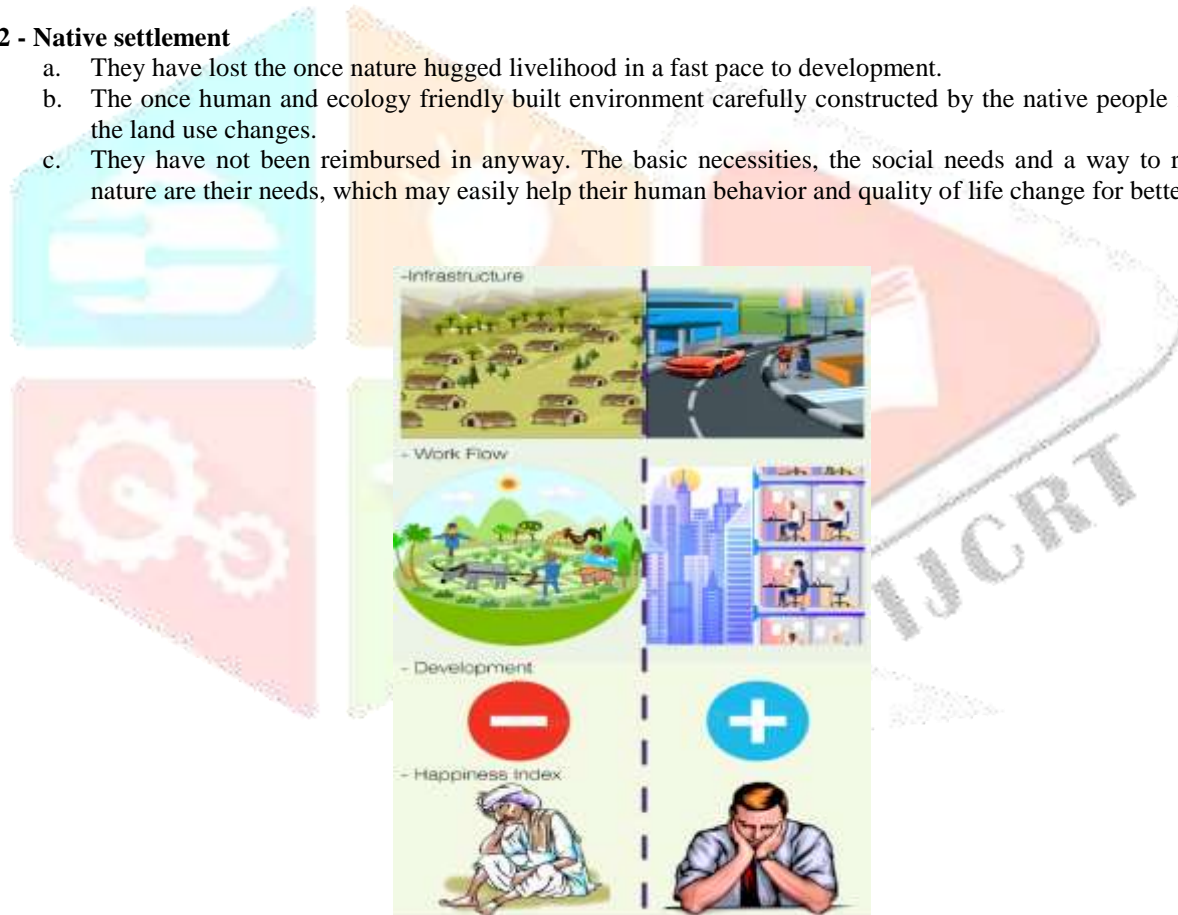 2 - Native settlement
a. They have lost the once nature hugged livelihood in a fast pace to development.
b. The once human and ecology friendly built environment carefully constructed by the native people
the land use changes.
c. They have not been reimbursed in anyway. The basic necessities, the social needs and a way to
nature are their needs, which may easily help their human behavior and quality of life change for
-Infrastructure
- Work Flow
- Development
- Happiness Index
IJCRT